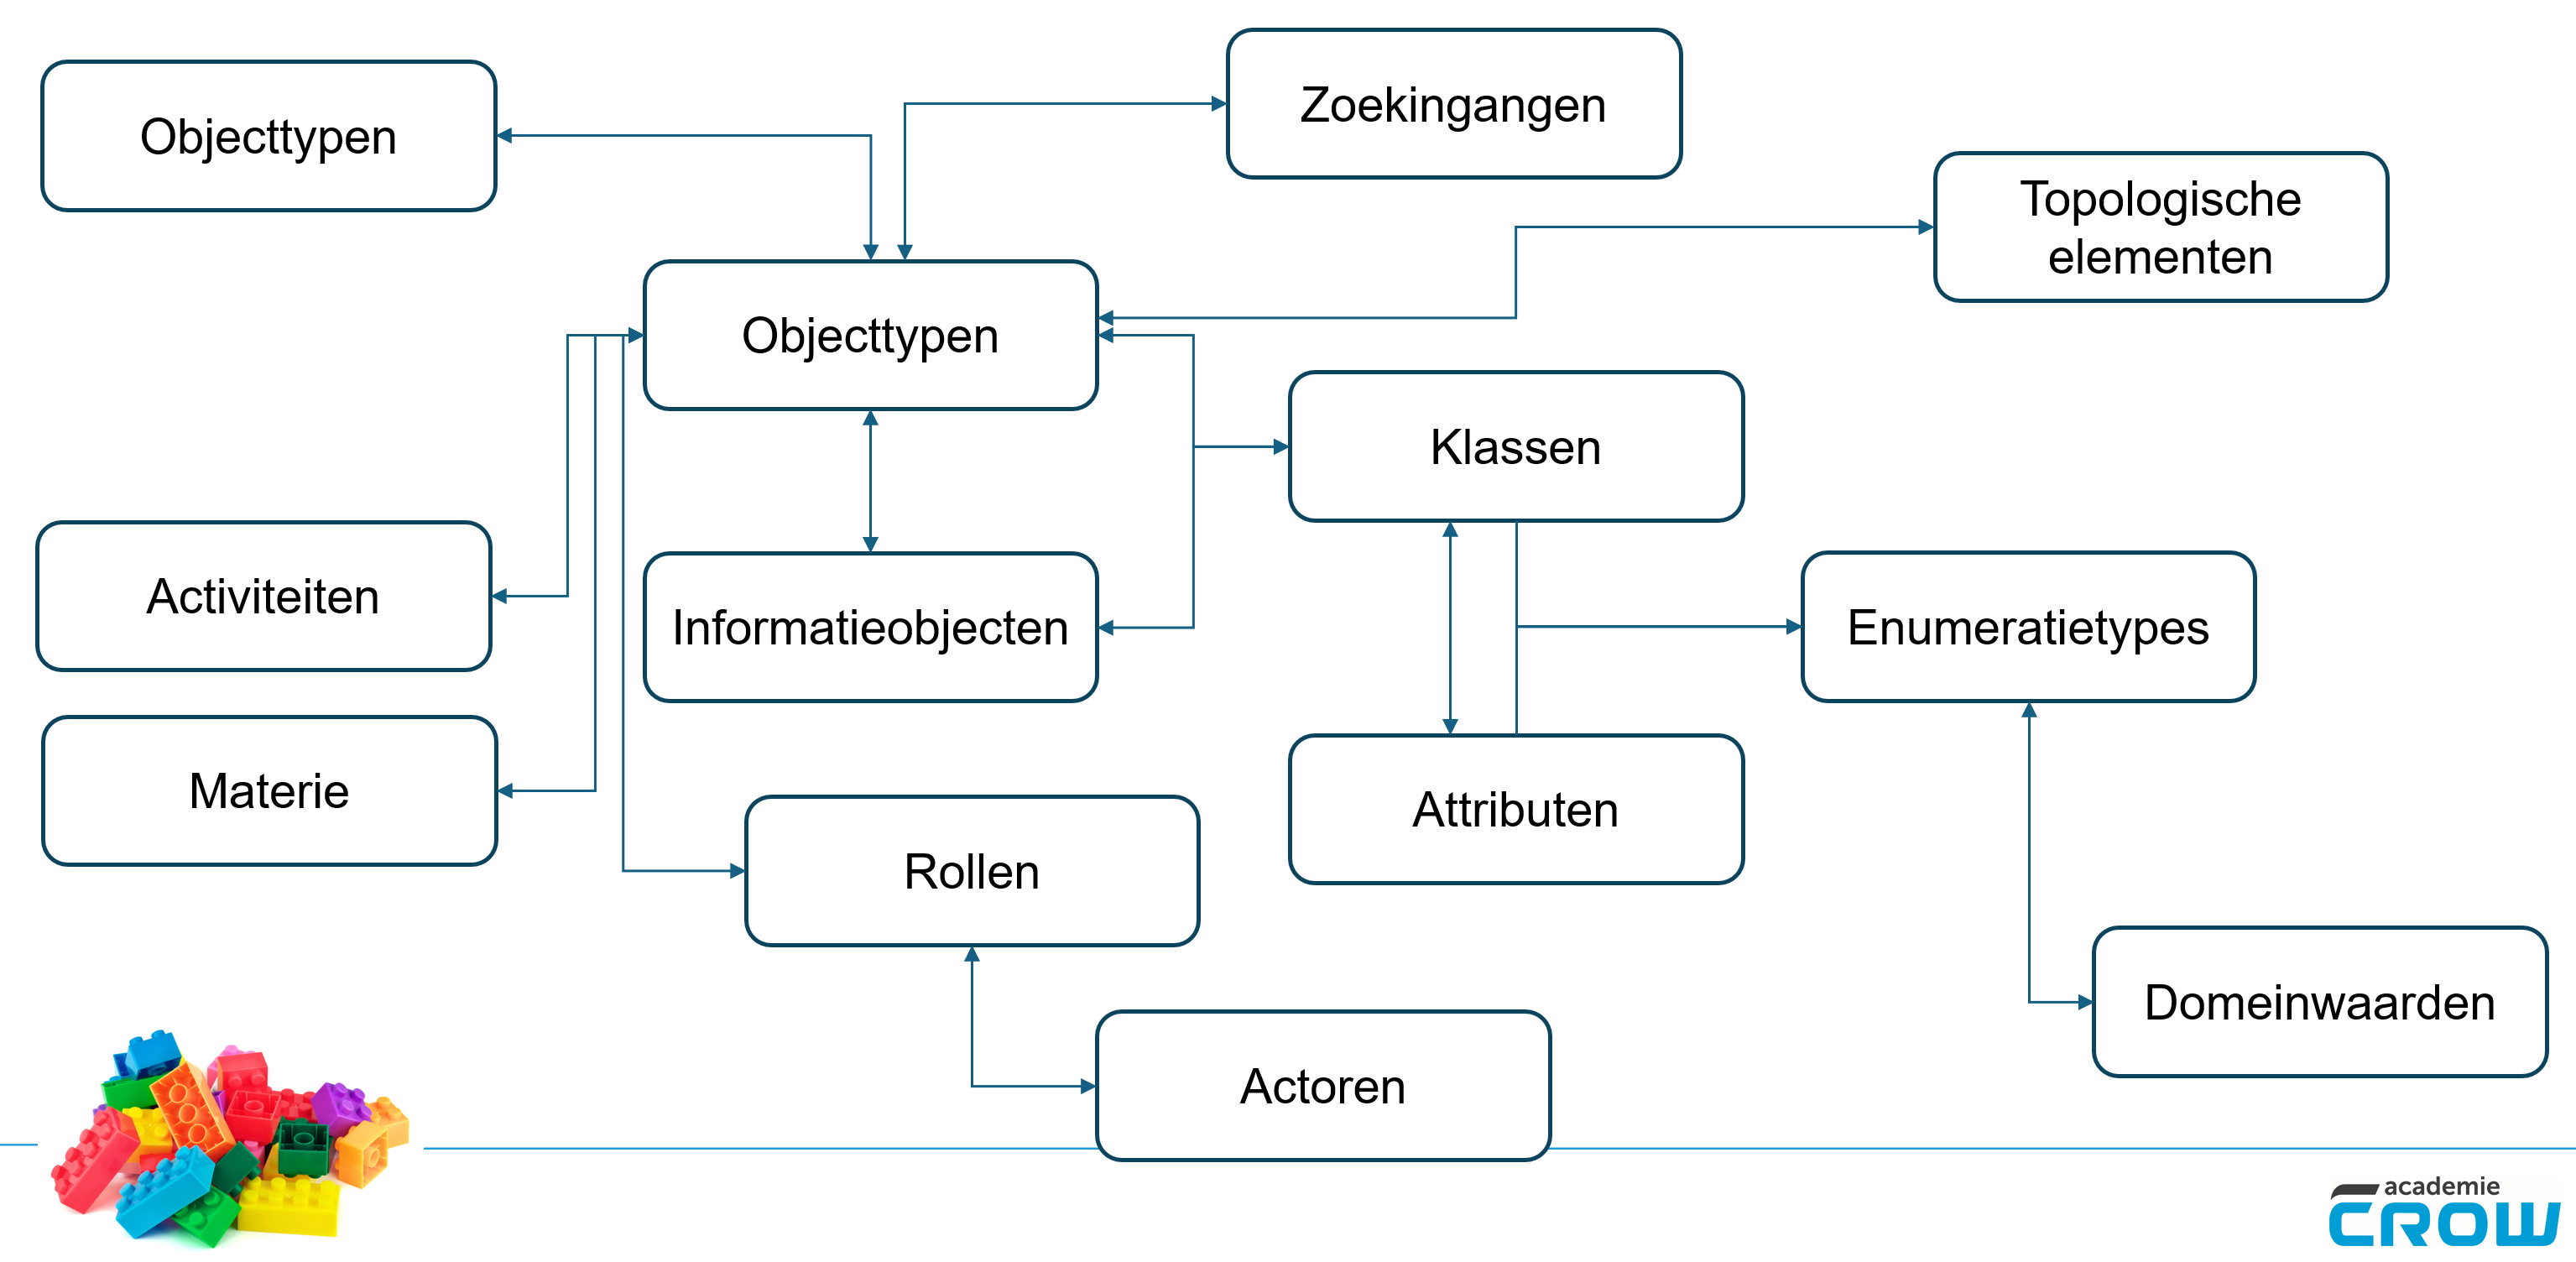 Objecttypen
Zoekingangen
Topologische
elementen
Objecttypen
Klassen
Activiteiten
Informatieobjecten
Enumeratietypes
Materie
Attributen
Rollen
Domeinwaarden
Actoren
academie
CROW